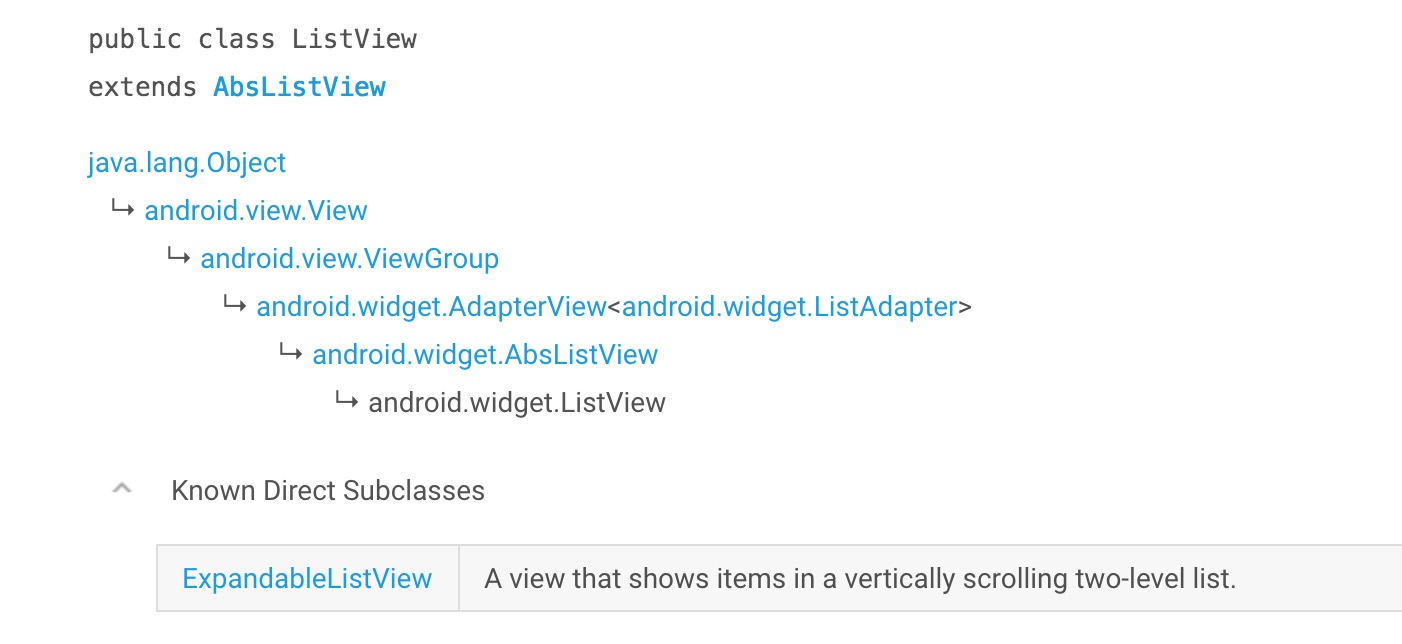 public class ListView
extends AbsListView
java.lang.Object
↳ android.view.View
↳ android.view.ViewGroup
↳ android.widget.AdapterView<android.widget.ListAdapter>
↳ android.widget.AbsListView
↳ android.widget.ListView
Known Direct Subclasses
ExpandableListView A view that shows items in a vertically scrolling two-level list.